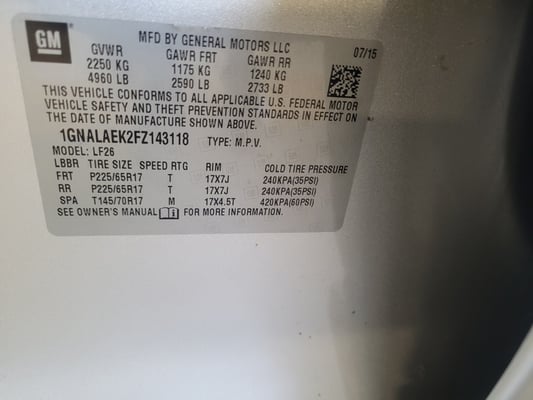 GM
MFD BY GENERAL MOTORS LLC 07/15
GVWR GAWR FRT GAWR RR
2250 KG 1175 KG 1240 KG
4960 LB 2590 LB 2733 LB
THIS VEHICLE CONFORMS TO ALL APPLICABLE U.S. FEDERAL MOTOR
VEHICLE SAFETY AND THEFT PREVENTION STANDARDS IN EFFECT ON
THE DATE OF MANUFACTURE SHOWN ABOVE.
1GNALAEK2FZ143118 TYPE: M.P.V.
MODEL: LF26
LBBR TIRE SIZE SPEED RTG RIM COLD TIRE PRESSURE
FRT P225/65R17 T 17X7J 240KPA(35PSI)
RR P225/65R17 T 17X7J 240KPA(35PSI)
SPA T145/70R17 M 17X4.5T 420KPA(60PSI)
SEE OWNER'S MANUAL FOR MORE INFORMATION.